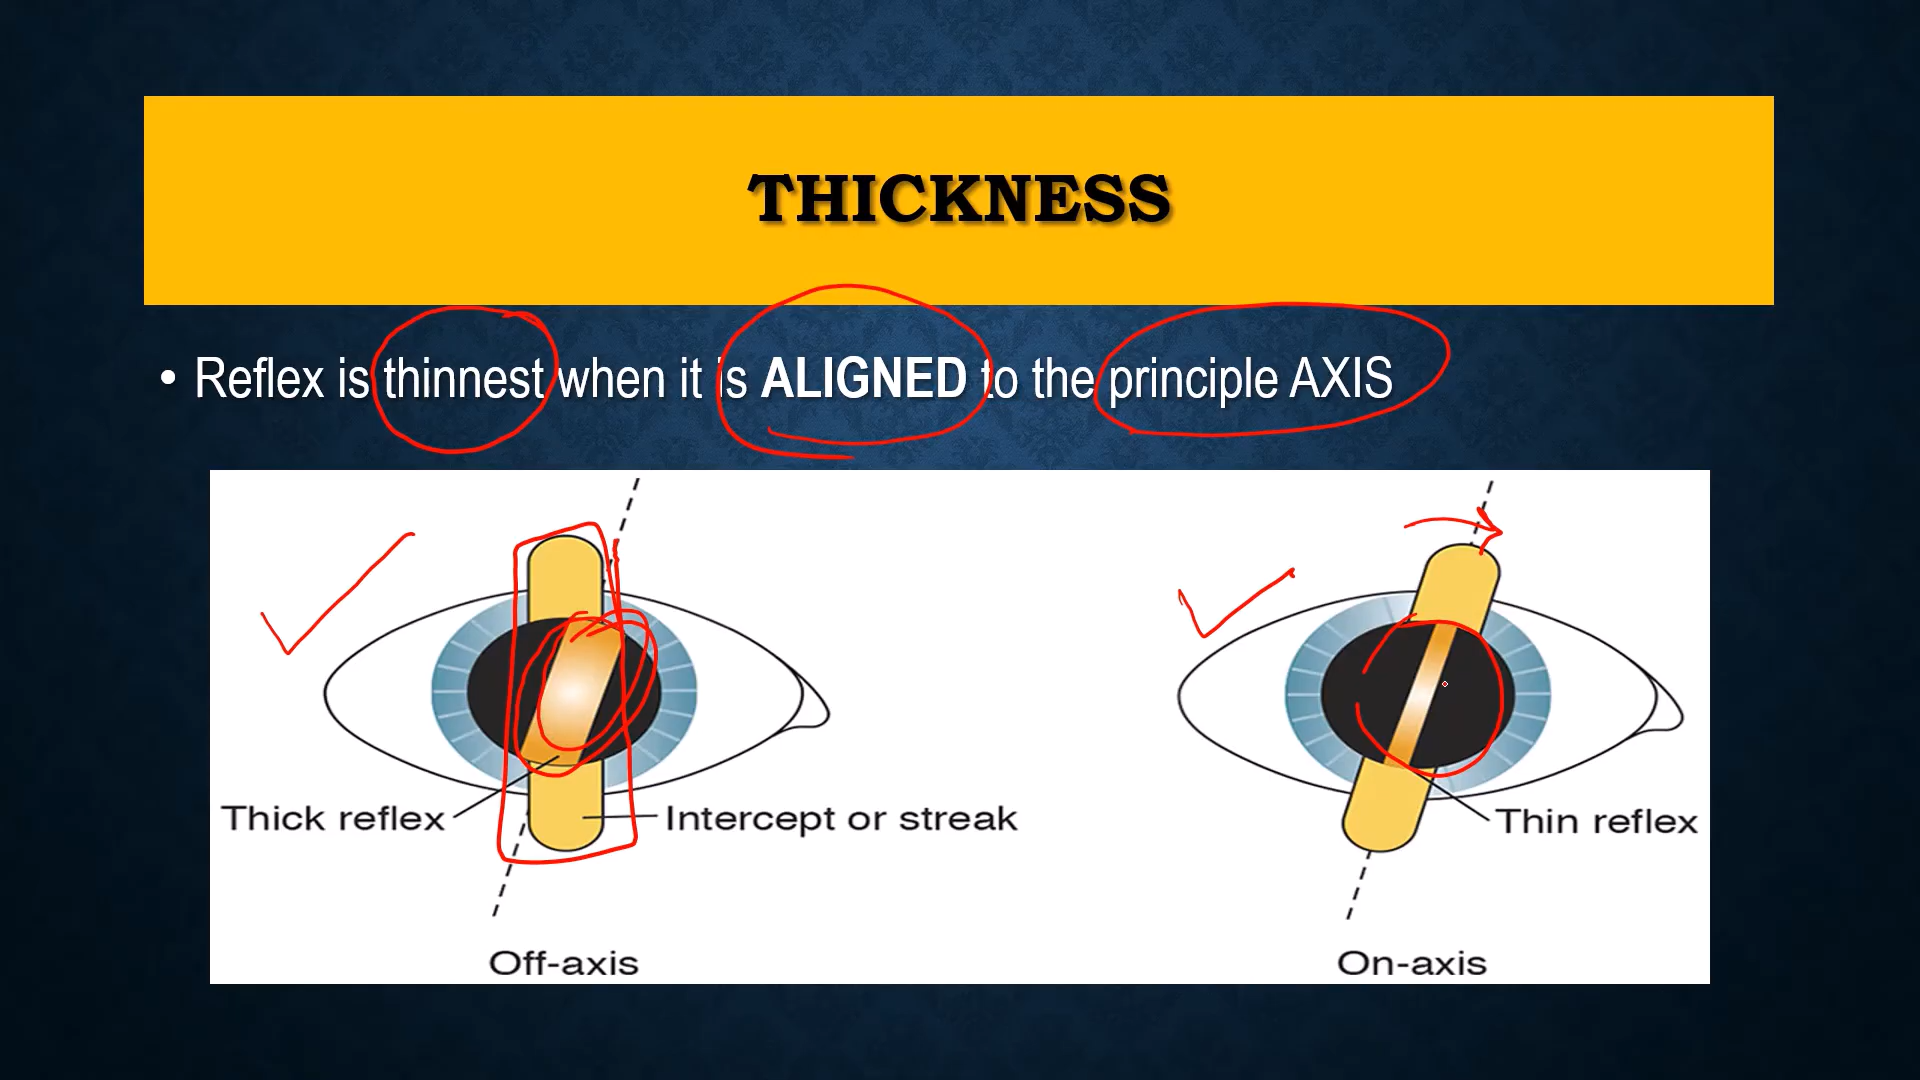 THICKNESS
• Reflex is thinnest when it is ALIGNED to the principle AXIS
Thick reflex
Intercept or streak
Thin reflex
Off-axis
On-axis